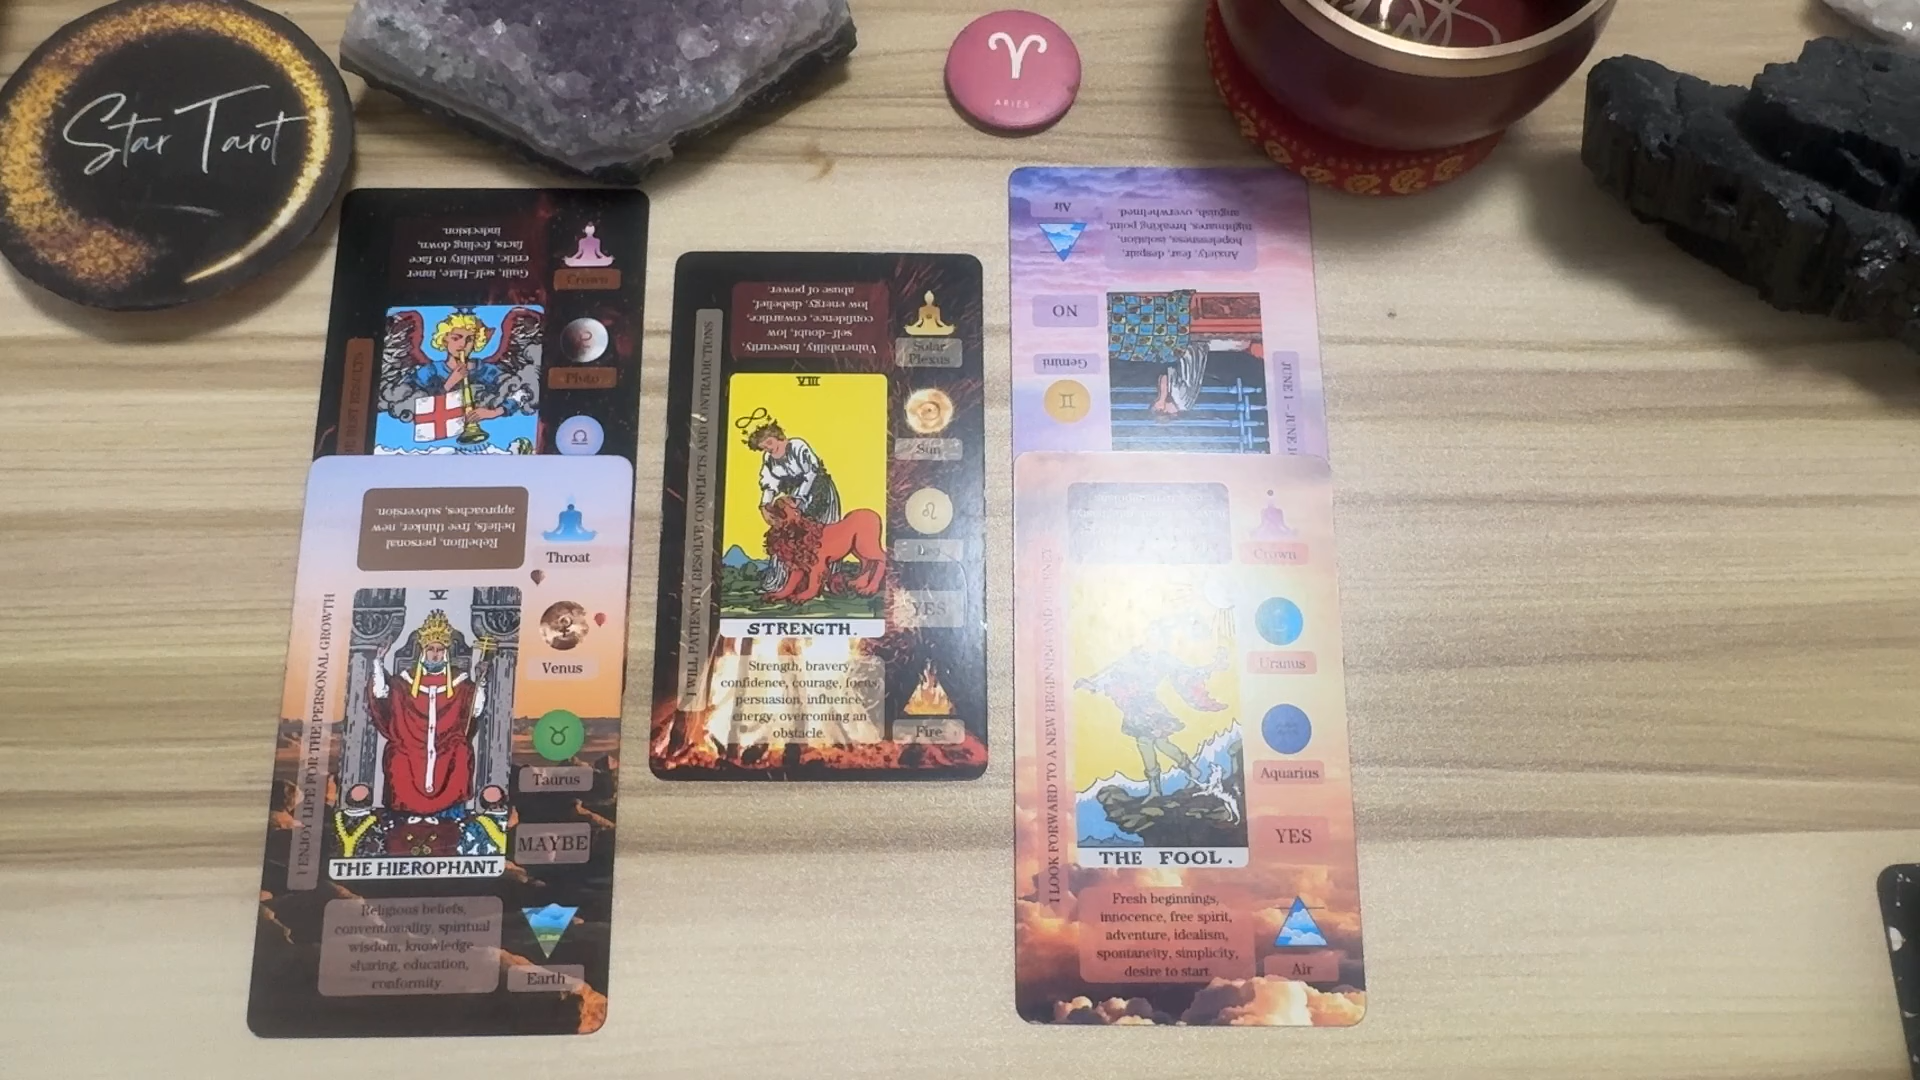 Star Tarot
ARIES
Guilt, self-Hate, inner
critic, inability to face
facts, feeling down,
indecision.
Crown
Pluto
Rebellion, personal
beliefs, free thinker, new
approaches, subversion.
Throat
Venus
Taurus
MAYBE
Earth
I ENJOY LIFE FOR THE PERSONAL GROWTH
V
THE HIEROPHANT.
Religious beliefs,
conventionality, spiritual
wisdom, knowledge
sharing, education,
conformity.
Vulnerability, Insecurity,
self-doubt, low
confidence, cowardice,
low energy, disbelief,
abuse of power.
Solar
Plexus
Sun
Leo
YES
Fire
I WILL PATIENTLY RESOLVE CONFLICTS AND CONTRADICTIONS
VIII
STRENGTH.
Strength, bravery,
confidence, courage, focus,
persuasion, influence,
energy, overcoming an
obstacle.
Air
Anxiety, fear, despair,
hopelessness, isolation,
nightmares, breaking point,
anguish, overwhelmed.
NO
Gemini
JUNE 1 - JUNE
Crown
Uranus
Aquarius
YES
Air
I LOOK FORWARD TO A NEW BEGINNING AND
THE FOOL.
Fresh beginnings,
innocence, free spirit,
adventure, idealism,
spontaneity, simplicity,
desire to start.